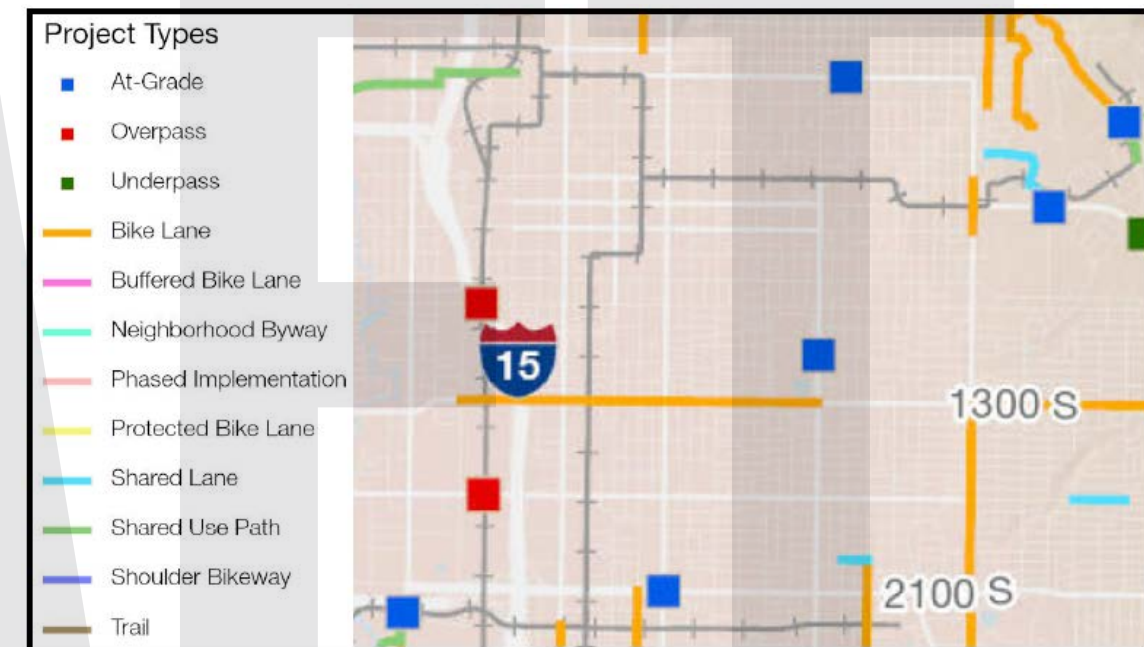 Project Types
At-Grade
Overpass
Underpass
Bike Lane
Buffered Bike Lane
Neighborhood Byway
Phased Implementation
Protected Bike Lane
Shared Lane
Shared Use Path
Shoulder Bikeway
Trail
15
1300 S
2100 S